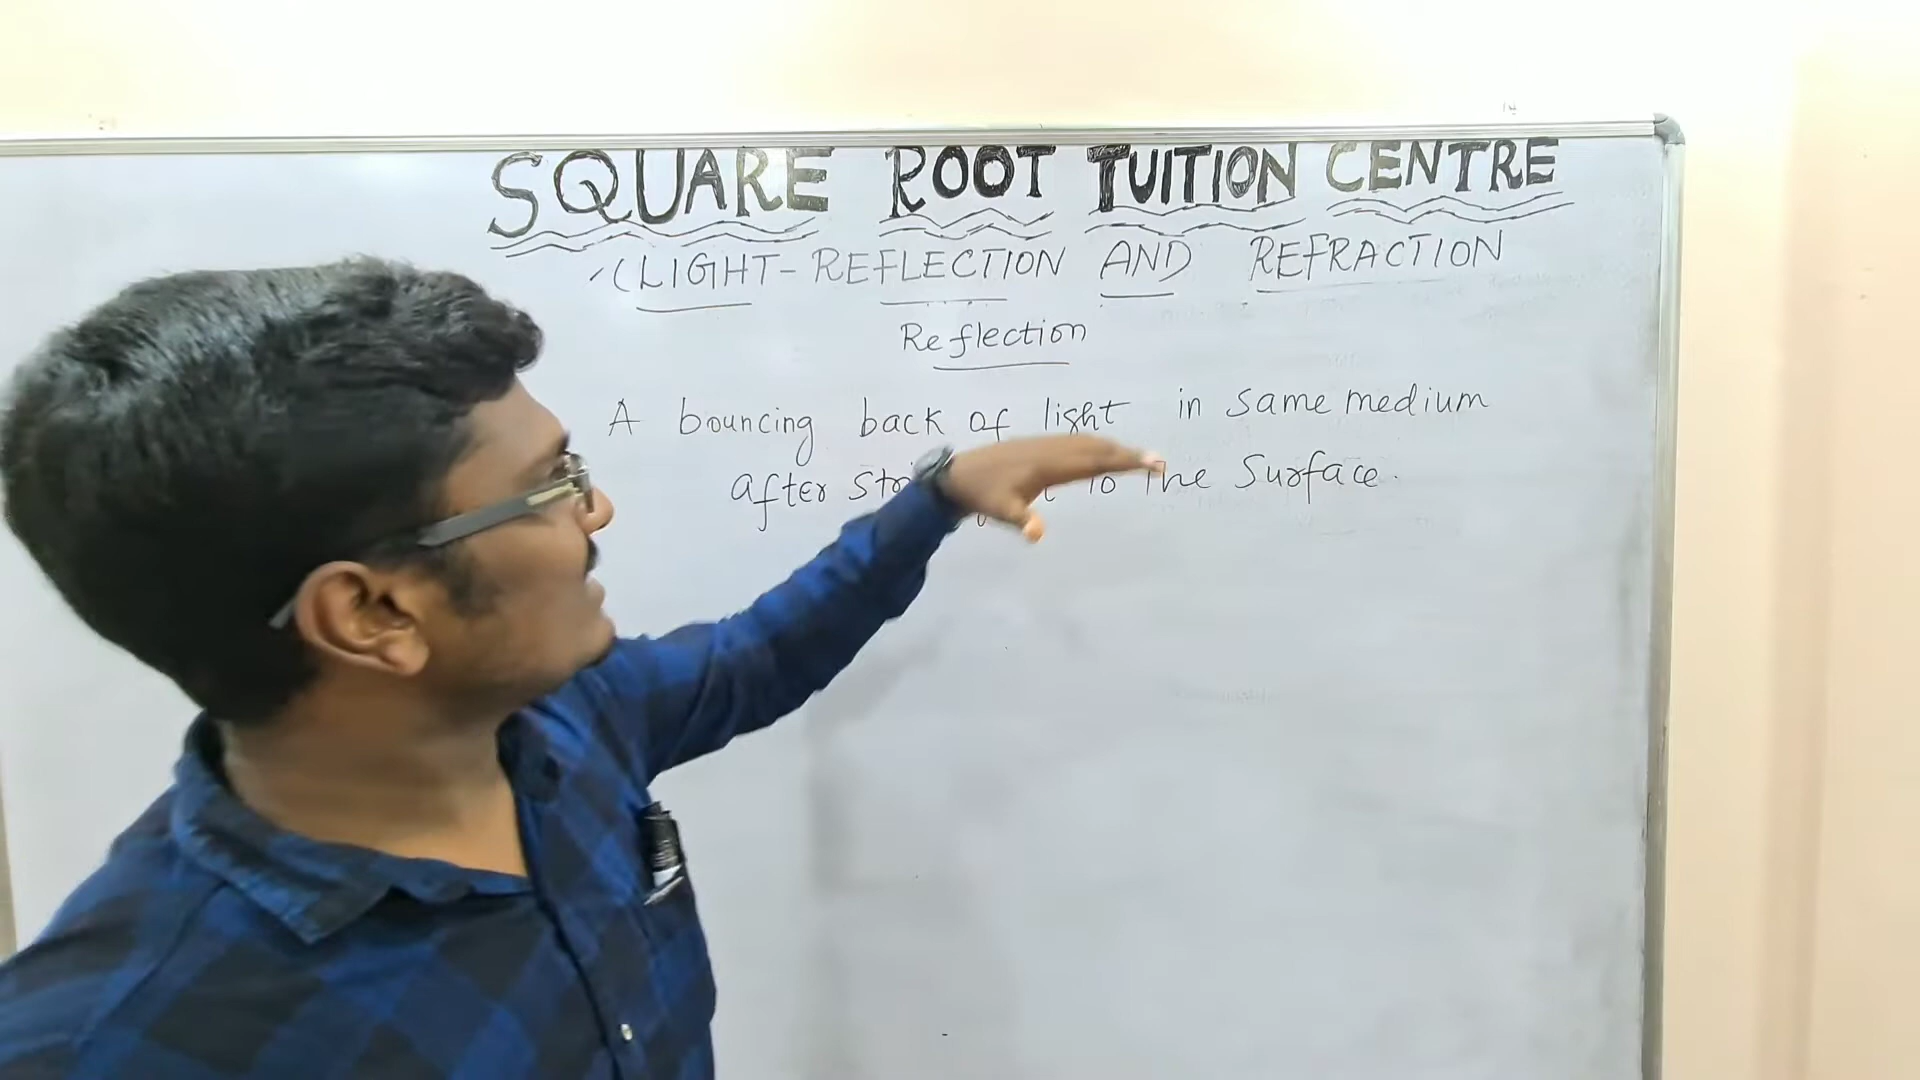 SQUARE ROOT TUITION CENTRE
LIGHT-REFLECTION AND REFRACTION
Reflection
A bouncing back of light in same medium
after to the Surface.